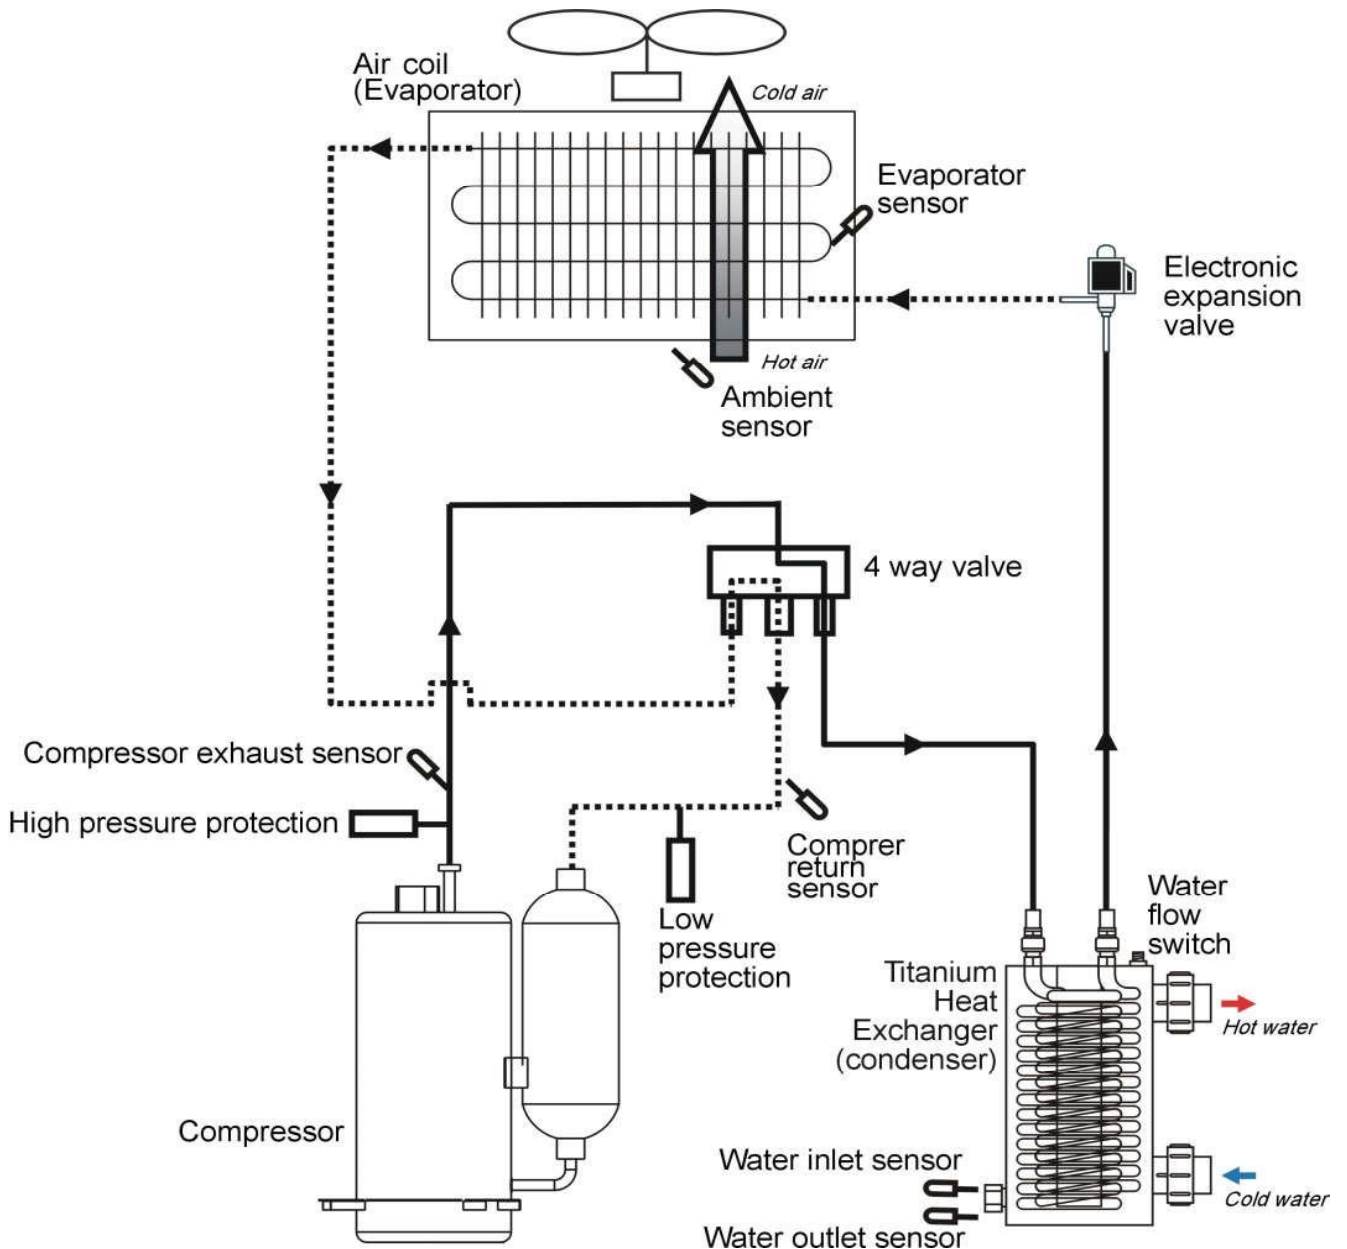 Air coil
(Evaporator)
Cold air
Evaporator
sensor
Electronic
expansion
valve
Hot air
Ambient
sensor
4 way valve
Compressor exhaust sensor
High pressure protection
Comprer
return
sensor
Low
pressure
protection
Water
flow
switch
Titanium
Heat
Exchanger
(condenser)
Hot water
Compressor
Water inlet sensor
Cold water
Water outlet sensor